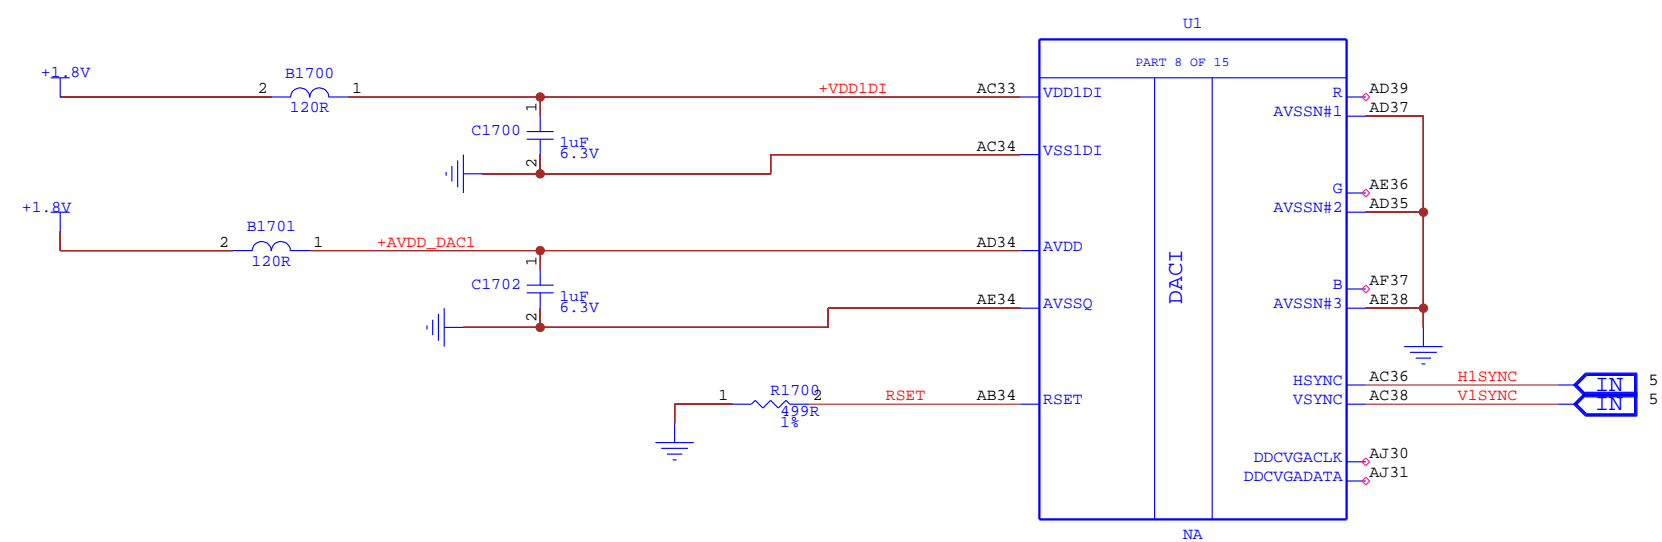 U1
PART 8 OF 15
+1.8V
B1700
2
1
120R
+VDD1DI
AC33
VDD1DI
R
AD39
AVSSN#1
AD37
1
C1700
1uF
6.3V
2
AC34
VSS1DI
G
AE36
AVSSN#2
AD35
+1.8V
B1701
2
1
120R
+AVDD_DAC1
AD34
AVDD
DACI
1
C1702
1uF
6.3V
2
AE34
AVSSQ
B
AF37
AVSSN#3
AE38
1
R1700
2
499R
1%
RSET
AB34
RSET
HSYNC
AC36
H1SYNC
IN
5
VSYNC
AC38
V1SYNC
IN
5
DDCVGACLK
AJ30
DDCVGADATA
AJ31
NA